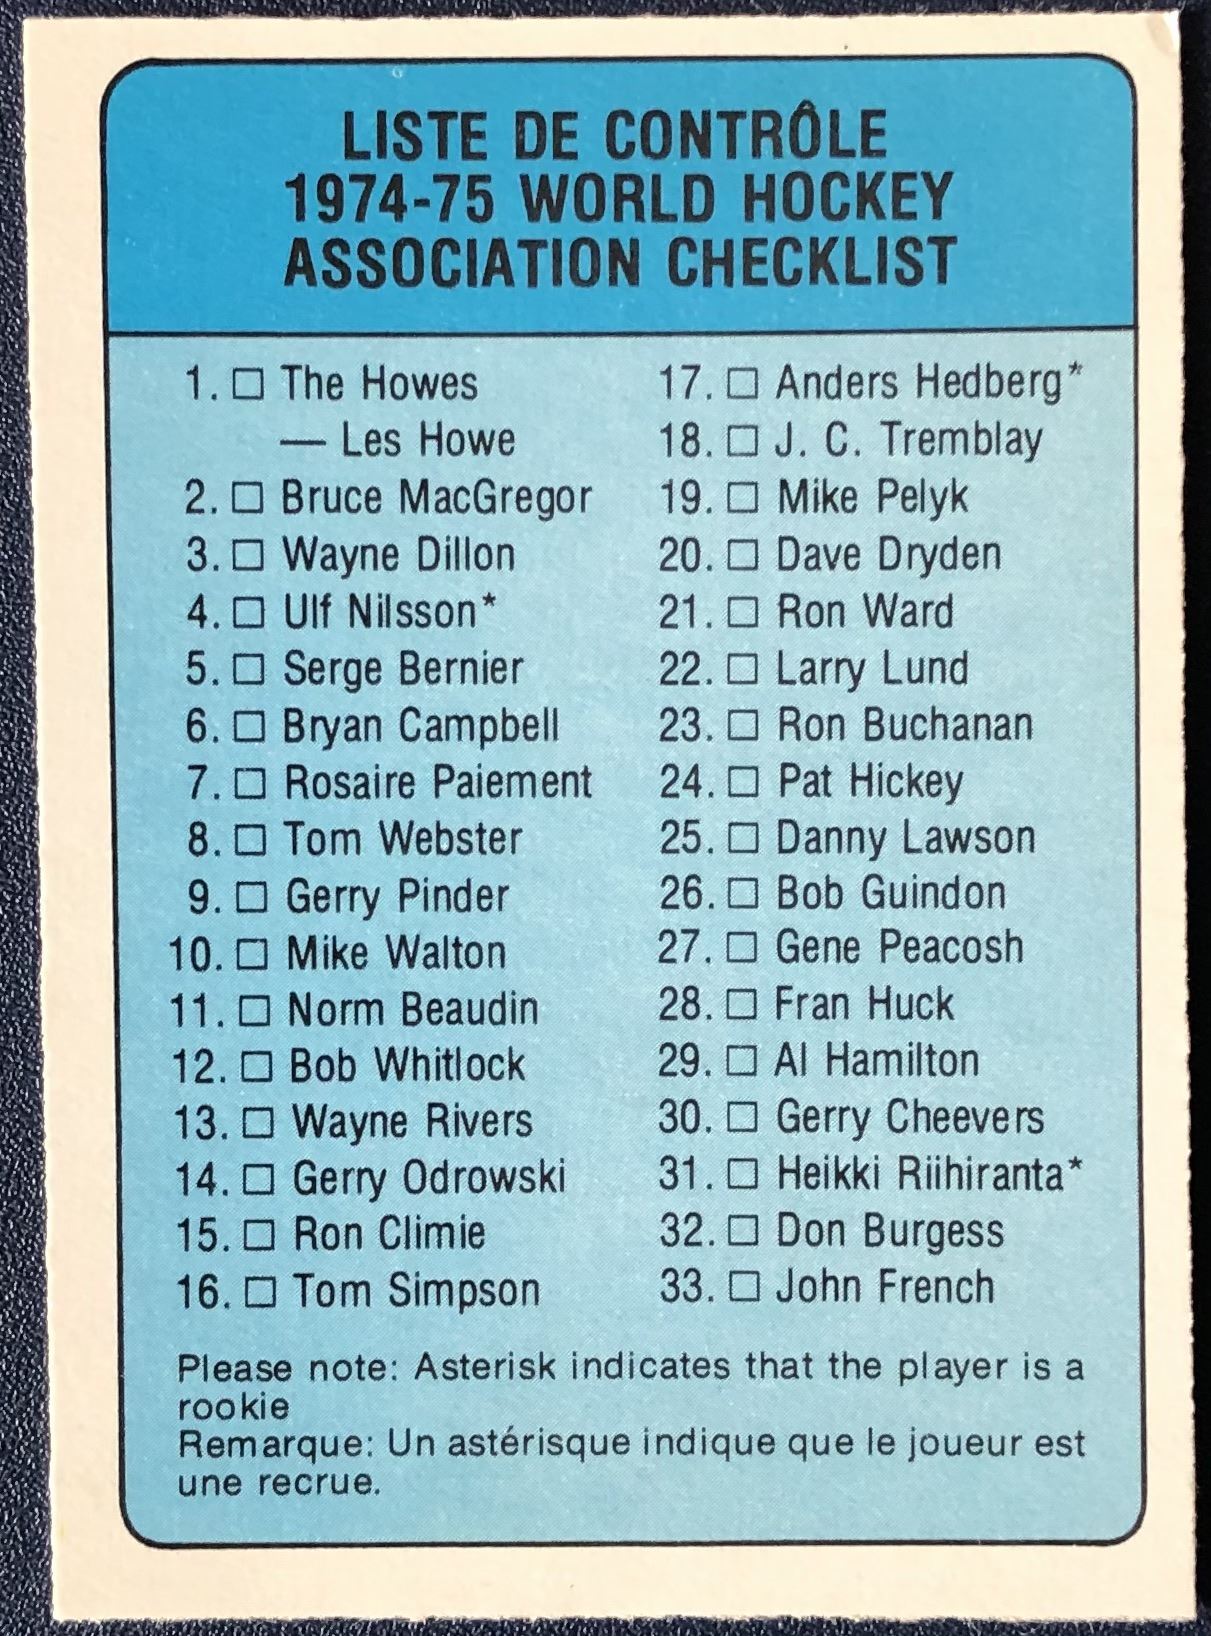 LISTE DE CONTRÔLE
1974-75 WORLD HOCKEY
ASSOCIATION CHECKLIST
1. ☐ The Howes
— Les Howe
2. ☐ Bruce MacGregor
3. ☐ Wayne Dillon
4. ☐ Ulf Nilsson*
5. ☐ Serge Bernier
6. ☐ Bryan Campbell
7. ☐ Rosaire Paiement
8. ☐ Tom Webster
9. ☐ Gerry Pinder
10. ☐ Mike Walton
11. ☐ Norm Beaudin
12. ☐ Bob Whitlock
13. ☐ Wayne Rivers
14. ☐ Gerry Odrowski
15. ☐ Ron Climie
16. ☐ Tom Simpson
17. ☐ Anders Hedberg*
18. ☐ J. C. Tremblay
19. ☐ Mike Pelyk
20. ☐ Dave Dryden
21. ☐ Ron Ward
22. ☐ Larry Lund
23. ☐ Ron Buchanan
24. ☐ Pat Hickey
25. ☐ Danny Lawson
26. ☐ Bob Guindon
27. ☐ Gene Peacosh
28. ☐ Fran Huck
29. ☐ Al Hamilton
30. ☐ Gerry Cheevers
31. ☐ Heikki Riihiranta*
32. ☐ Don Burgess
33. ☐ John French
Please note: Asterisk indicates that the player is a
rookie
Remarque: Un astérisque indique que le joueur est
une recrue.